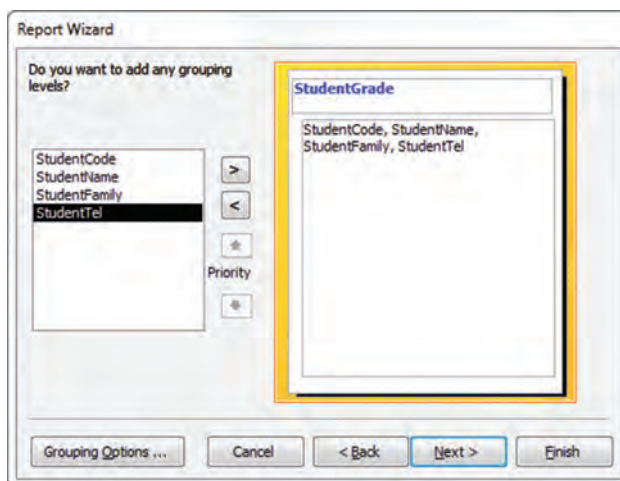 Report Wizard
Do you want to add any grouping
levels?
StudentCode
StudentName
StudentFamily
StudentTel
>
<
Priority
StudentGrade
StudentCode, StudentName,
StudentFamily, StudentTel
Grouping Options ...
Cancel
< Back
Next >
Finish